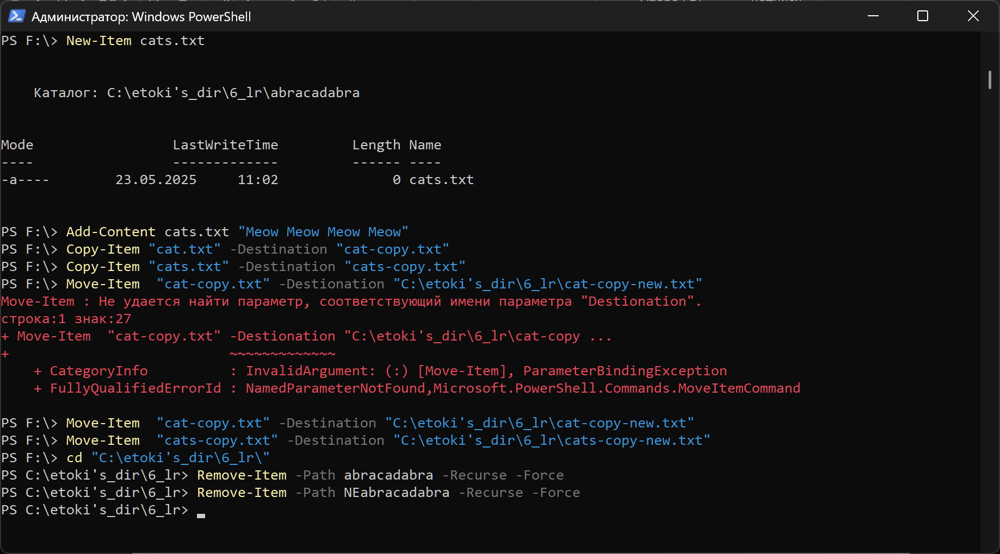 Администратор: Windows PowerShell
PS F:\> New-Item cats.txt
Каталог: C:\etoki's_dir\6_lr\abracadabra
Mode                 LastWriteTime         Length Name
----                 -------------         ------ ----
-a----        23.05.2025     11:02              0 cats.txt
PS F:\> Add-Content cats.txt "Meow Meow Meow Meow"
PS F:\> Copy-Item "cat.txt" -Destination "cat-copy.txt"
PS F:\> Copy-Item "cats.txt" -Destination "cats-copy.txt"
PS F:\> Move-Item  "cat-copy.txt" -Destionation "C:\etoki's_dir\6_lr\cat-copy-new.txt"
Move-Item : Не удается найти параметр, соответствующий имени параметра "Destionation".
строка:1 знак:27
+ Move-Item  "cat-copy.txt" -Destionation "C:\etoki's_dir\6_lr\cat-copy ...
+                           ~~~~~~~~~~~~~
    + CategoryInfo          : InvalidArgument: (:) [Move-Item], ParameterBindingException
    + FullyQualifiedErrorId : NamedParameterNotFound,Microsoft.PowerShell.Commands.MoveItemCommand
PS F:\> Move-Item  "cat-copy.txt" -Destination "C:\etoki's_dir\6_lr\cat-copy-new.txt"
PS F:\> Move-Item  "cats-copy.txt" -Destination "C:\etoki's_dir\6_lr\cats-copy-new.txt"
PS F:\> cd "C:\etoki's_dir\6_lr\"
PS C:\etoki's_dir\6_lr> Remove-Item -Path abracadabra -Recurse -Force
PS C:\etoki's_dir\6_lr> Remove-Item -Path NEabracadabra -Recurse -Force
PS C:\etoki's_dir\6_lr>